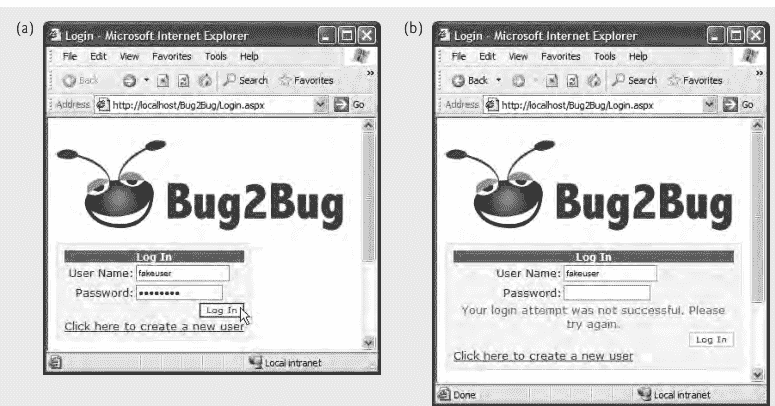 (a)
Login - Microsoft Internet Explorer
File Edit View Favorites Tools Help
Back Search Favorites »
Address http://localhost/Bug2Bug/Login.aspx Go
Bug2Bug
Log In
User Name: fakeuser
Password: ••••••••
Log In
Click here to create a new user
Local intranet
(b)
Login - Microsoft Internet Explorer
File Edit View Favorites Tools Help
Back Search Favorites »
Address http://localhost/Bug2Bug/Login.aspx Go
Bug2Bug
Log In
User Name: fakeuser
Password:
Your login attempt was not successful. Please
try again.
Log In
Click here to create a new user
Done Local intranet